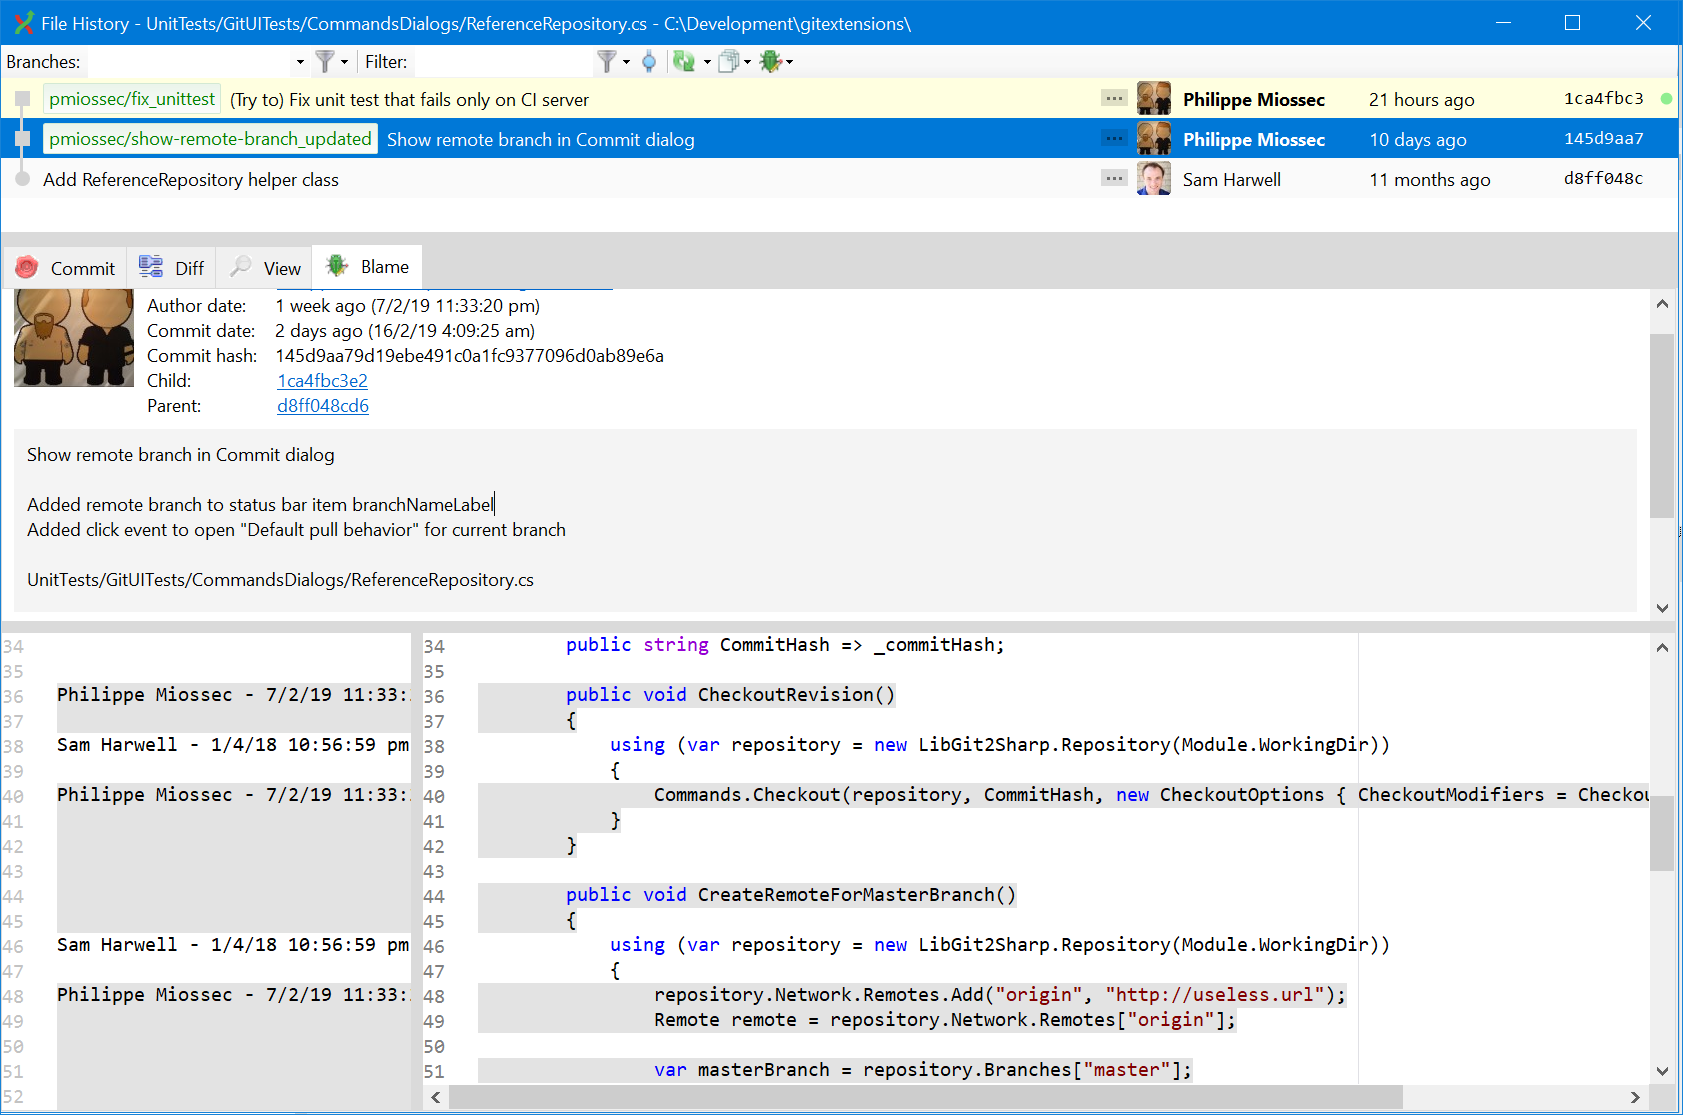 File History - UnitTests/GitUITests/CommandsDialogs/ReferenceRepository.cs - C:\Development\gitextensions\
Branches: Filter:
pmiossec/fix_unittest (Try to) Fix unit test that fails only on CI server ... Philippe Miossec 21 hours ago 1ca4fbc3
pmiossec/show-remote-branch_updated Show remote branch in Commit dialog ... Philippe Miossec 10 days ago 145d9aa7
Add ReferenceRepository helper class ... Sam Harwell 11 months ago d8ff048c
Commit Diff View Blame
Author date: 1 week ago (7/2/19 11:33:20 pm)
Commit date: 2 days ago (16/2/19 4:09:25 am)
Commit hash: 145d9aa79d19ebe491c0a1fc9377096d0ab89e6a
Child: 1ca4fbc3e2
Parent: d8ff048cd6
Show remote branch in Commit dialog
Added remote branch to status bar item branchNameLabel
Added click event to open "Default pull behavior" for current branch
UnitTests/GitUITests/CommandsDialogs/ReferenceRepository.cs
34 34 public string CommitHash => _commitHash;
35 35
36 Philippe Miossec - 7/2/19 11:33: 36 public void CheckoutRevision()
37 37 {
38 Sam Harwell - 1/4/18 10:56:59 pm 38 using (var repository = new LibGit2Sharp.Repository(Module.WorkingDir))
39 39 {
40 Philippe Miossec - 7/2/19 11:33: 40 Commands.Checkout(repository, CommitHash, new CheckoutOptions { CheckoutModifiers = Checkou
41 41 }
42 42 }
43 43
44 44 public void CreateRemoteForMasterBranch()
45 45 {
46 Sam Harwell - 1/4/18 10:56:59 pm 46 using (var repository = new LibGit2Sharp.Repository(Module.WorkingDir))
47 47 {
48 Philippe Miossec - 7/2/19 11:33: 48 repository.Network.Remotes.Add("origin", "http://useless.url");
49 49 Remote remote = repository.Network.Remotes["origin"];
50 50
51 51 var masterBranch = repository.Branches["master"];
52